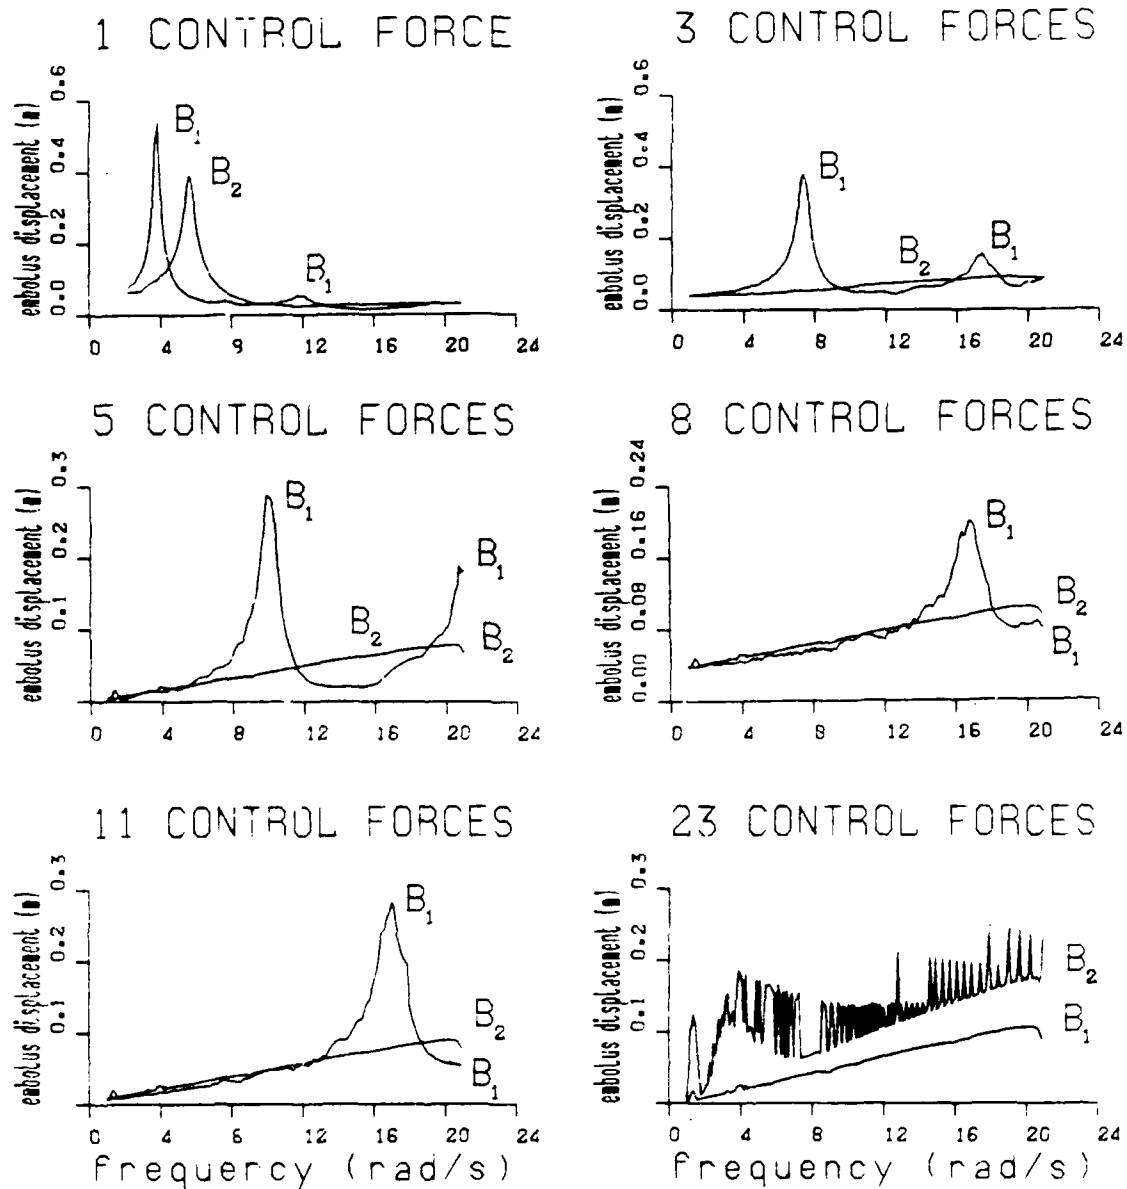 1 CONTROL FORCE
embolus displacement (m)
0.0 0.2 0.4 0.6
B1
B2
B1
0 4 8 12 16 20 24
3 CONTROL FORCES
embolus displacement (m)
0.0 0.2 0.4 0.6
B1
B2
B1
0 4 8 12 16 20 24
5 CONTROL FORCES
embolus displacement (m)
0.1 0.2 0.3
B1
B1
B2
B2
0 4 8 12 16 20 24
8 CONTROL FORCES
embolus displacement (m)
0.00 0.08 0.16 0.24
B1
B2
B1
0 4 8 12 16 20 24
11 CONTROL FORCES
embolus displacement (m)
0.1 0.2 0.3
B1
B2
B1
0 4 8 12 16 20 24
frequercy (rad/s)
23 CONTROL FORCES
embolus displacement (m)
0.1 0.2 0.3
B2
B1
0 4 8 12 16 20 24
frequency (rad/s)